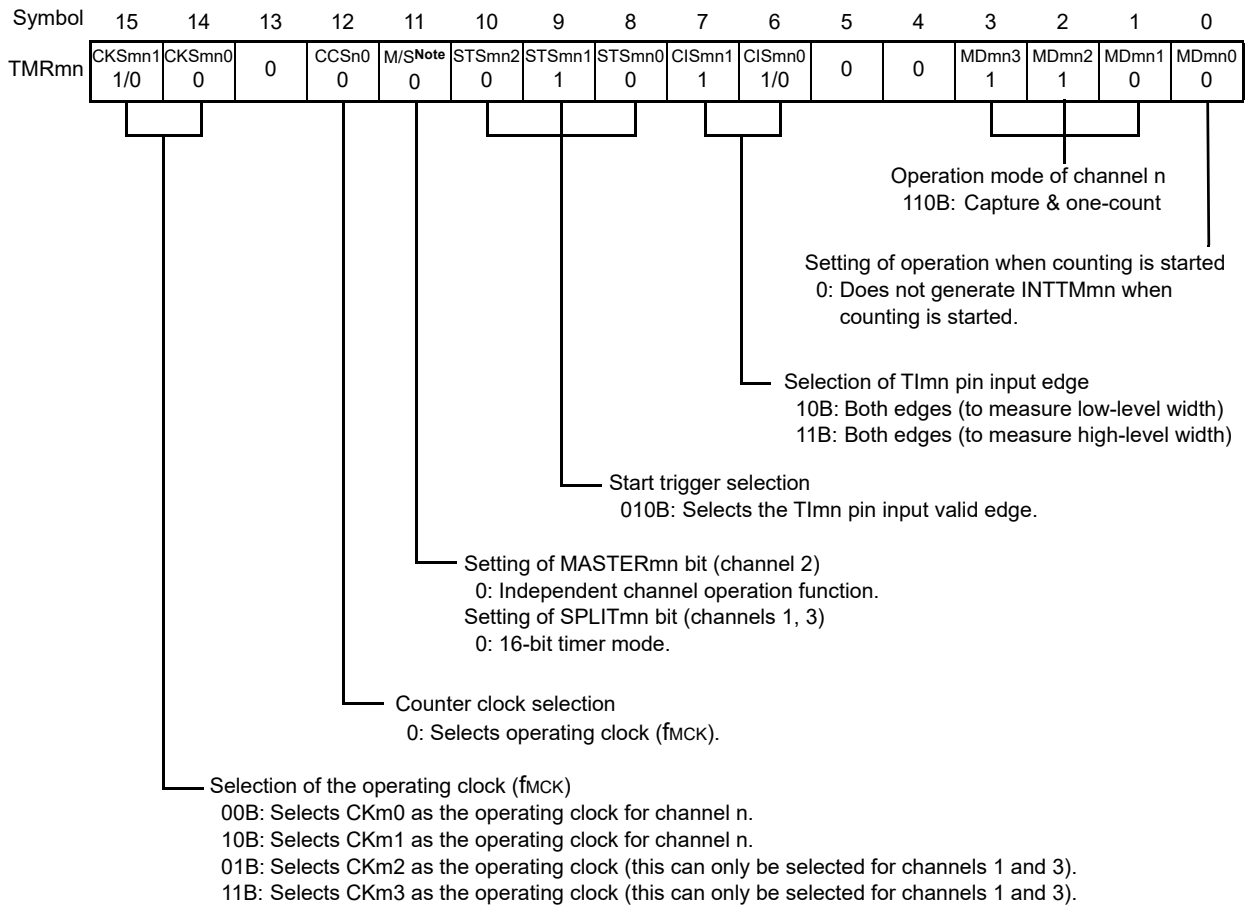 Symbol 15 14 13 12 11 10 9 8 7 6 5 4 3 2 1 0
CKSmn1 CKSmn0 CCSn0 M/SNote STSmn2 STSmn1 STSmn0 CISmn1 CISmn0 MDmn3 MDmn2 MDmn1 MDmn0
TMRmn 1/0 0 0 0 0 0 1 0 1 1/0 0 0 1 1 0 0
Operation mode of channel n
110B: Capture & one-count
Setting of operation when counting is started
0: Does not generate INTTMmn when
counting is started.
Selection of TImn pin input edge
10B: Both edges (to measure low-level width)
11B: Both edges (to measure high-level width)
Start trigger selection
010B: Selects the TImn pin input valid edge.
Setting of MASTERmn bit (channel 2)
0: Independent channel operation function.
Setting of SPLITmn bit (channels 1, 3)
0: 16-bit timer mode.
Counter clock selection
0: Selects operating clock (fMCK).
Selection of the operating clock (fMCK)
00B: Selects CKm0 as the operating clock for channel n.
10B: Selects CKm1 as the operating clock for channel n.
01B: Selects CKm2 as the operating clock (this can only be selected for channels 1 and 3).
11B: Selects CKm3 as the operating clock (this can only be selected for channels 1 and 3).